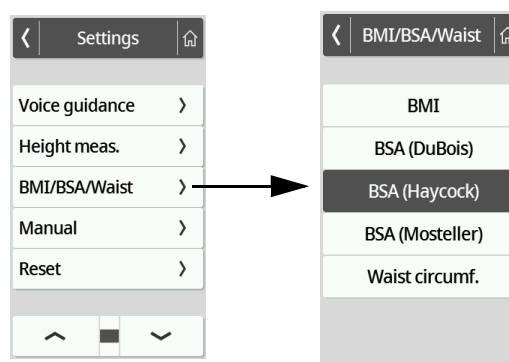 Settings
Voice guidance
Height meas.
BMI/BSA/Waist
Manual
Reset
BMI/BSA/Waist
BMI
BSA (DuBois)
BSA (Haycock)
BSA (Mosteller)
Waist circumf.